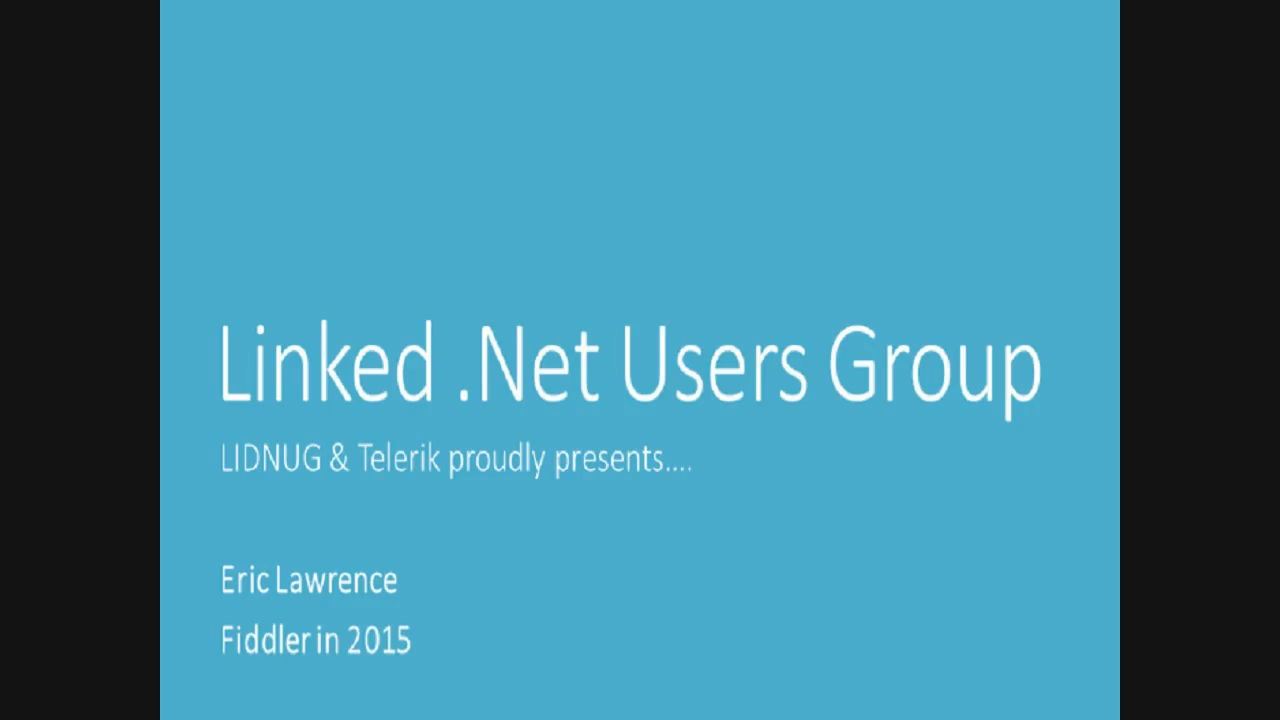 Linked .Net Users Group
LIDNUG & Telerik proudly presents....
Eric Lawrence
Fiddler in 2015